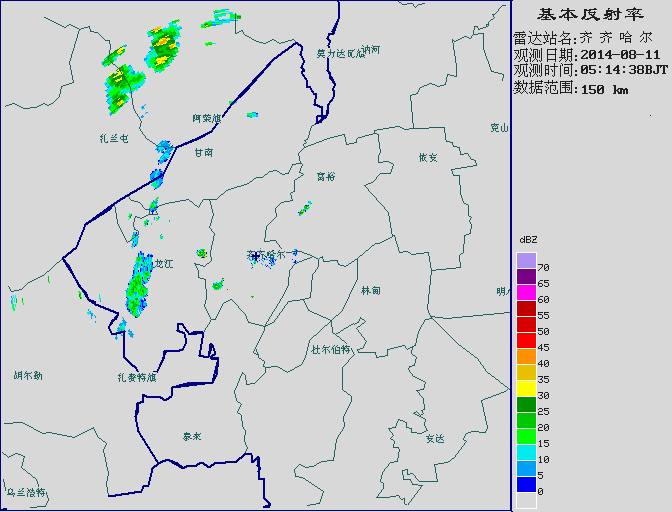 基本反射率
雷达站名: 齐 齐 哈 尔
观测日期: 2014-08-11
观测时间: 05:14:38BJT
数据范围: 150 km
莫力达瓦旗
讷河
阿荣旗
克山
扎兰屯
甘南
依安
富裕
齐齐哈尔
龙江
林甸
明水
杜尔伯特
胡尔勒
扎赉特旗
泰来
安达
乌兰浩特
dBZ
70
65
60
55
50
45
40
35
30
25
20
15
10
5
0